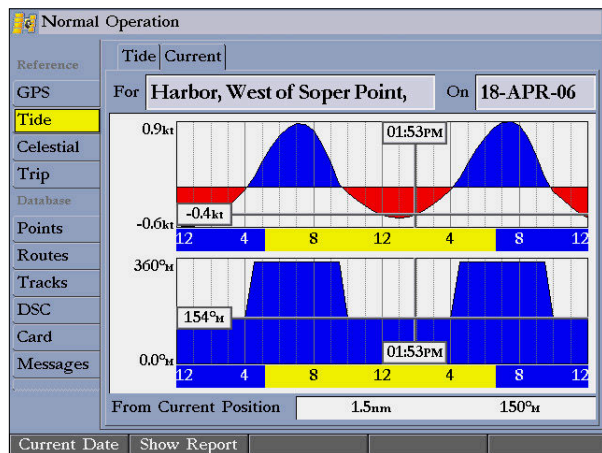 Normal Operation
Reference
GPS
Tide
Celestial
Trip
Database
Points
Routes
Tracks
DSC
Card
Messages
Tide Current
For Harbor, West of Soper Point, On 18-APR-06
0.9kt
01:53PM
-0.4kt
-0.6kt
12 4 8 12 4 8 12
360°M
154°M
01:53PM
0.0°M
12 4 8 12 4 8 12
From Current Position 1.5nm 150°M
Current Date Show Report